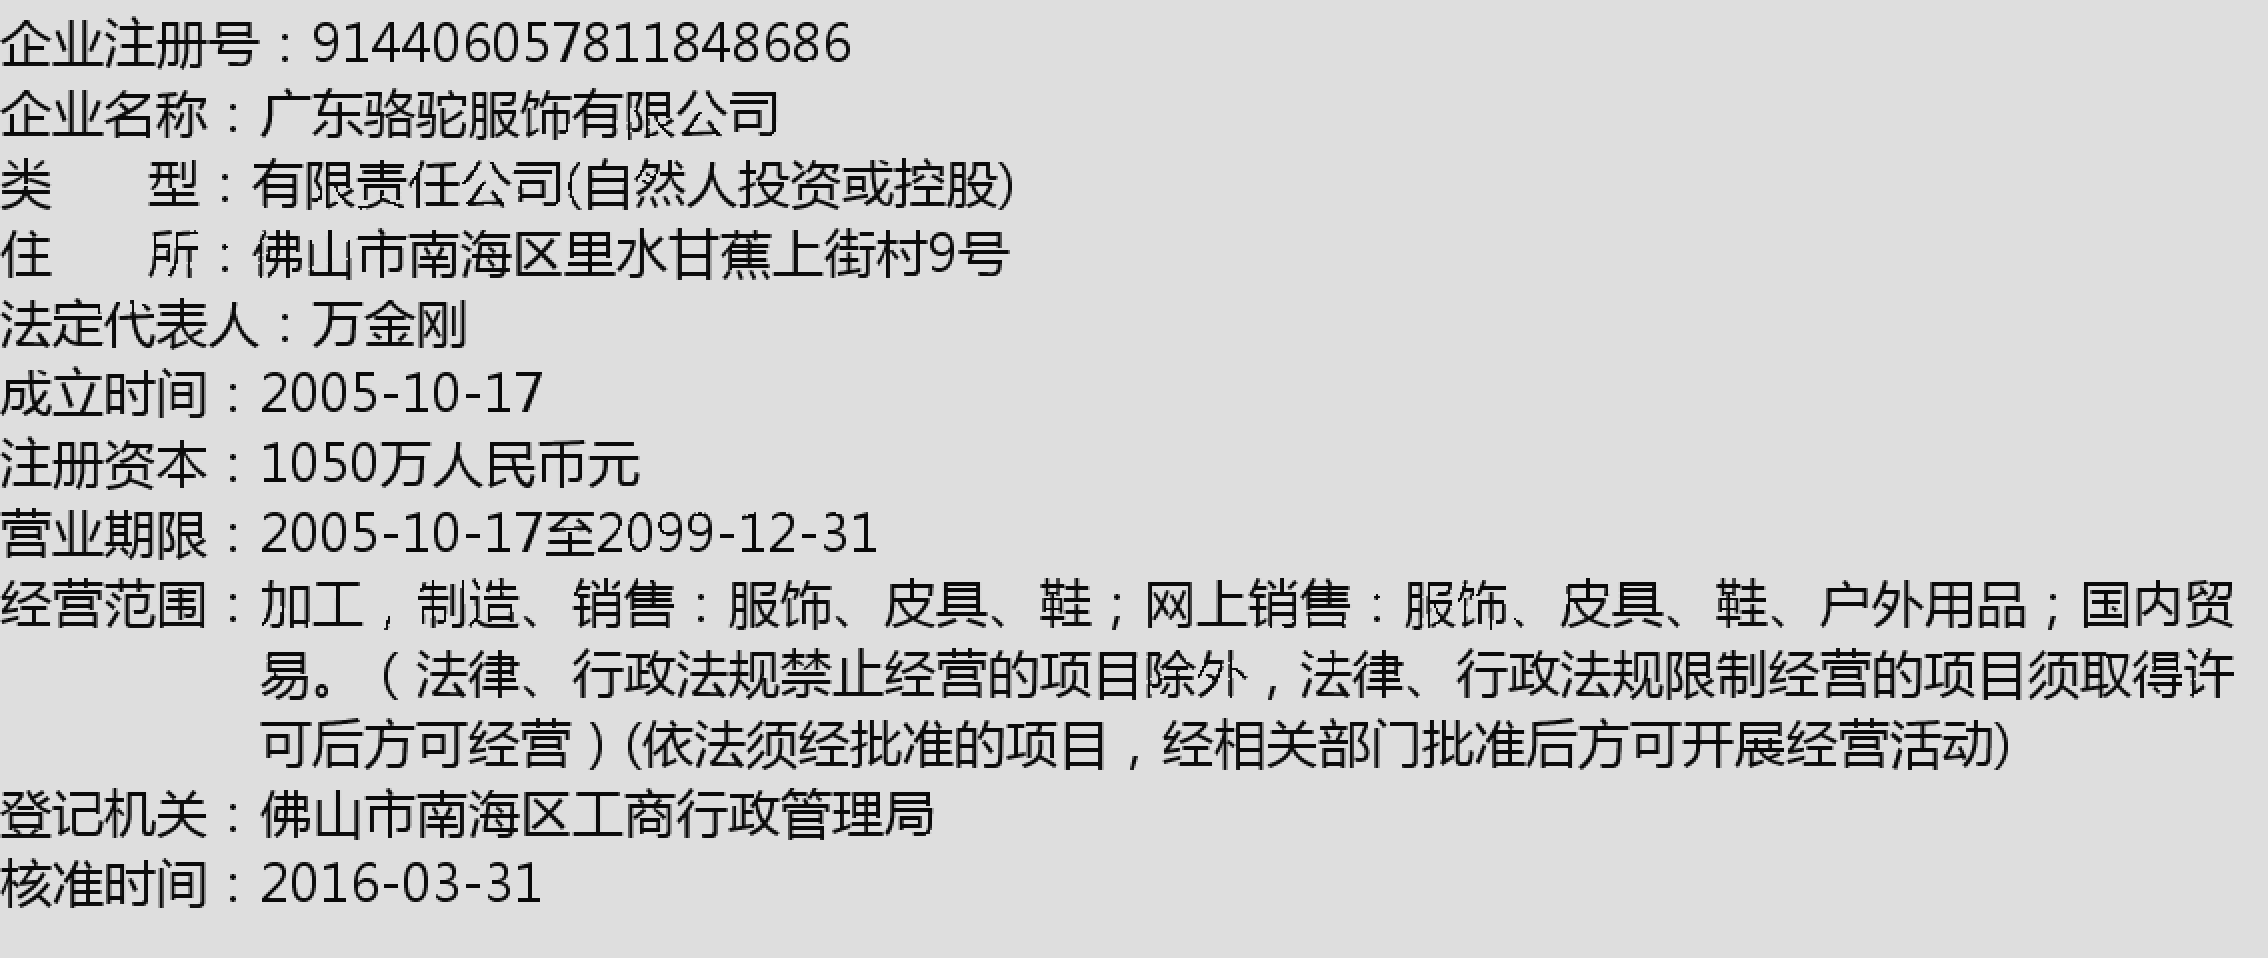 企业注册号：914406057811848686
企业名称：广东骆驼服饰有限公司
类　　型：有限责任公司(自然人投资或控股)
住　　所：佛山市南海区里水甘蕉上街村9号
法定代表人：万金刚
成立时间：2005-10-17
注册资本：1050万人民币元
营业期限：2005-10-17至2099-12-31
经营范围：加工，制造、销售：服饰、皮具、鞋；网上销售：服饰、皮具、鞋、户外用品；国内贸
易。（法律、行政法规禁止经营的项目除外，法律、行政法规限制经营的项目须取得许
可后方可经营）(依法须经批准的项目，经相关部门批准后方可开展经营活动)
登记机关：佛山市南海区工商行政管理局
核准时间：2016-03-31